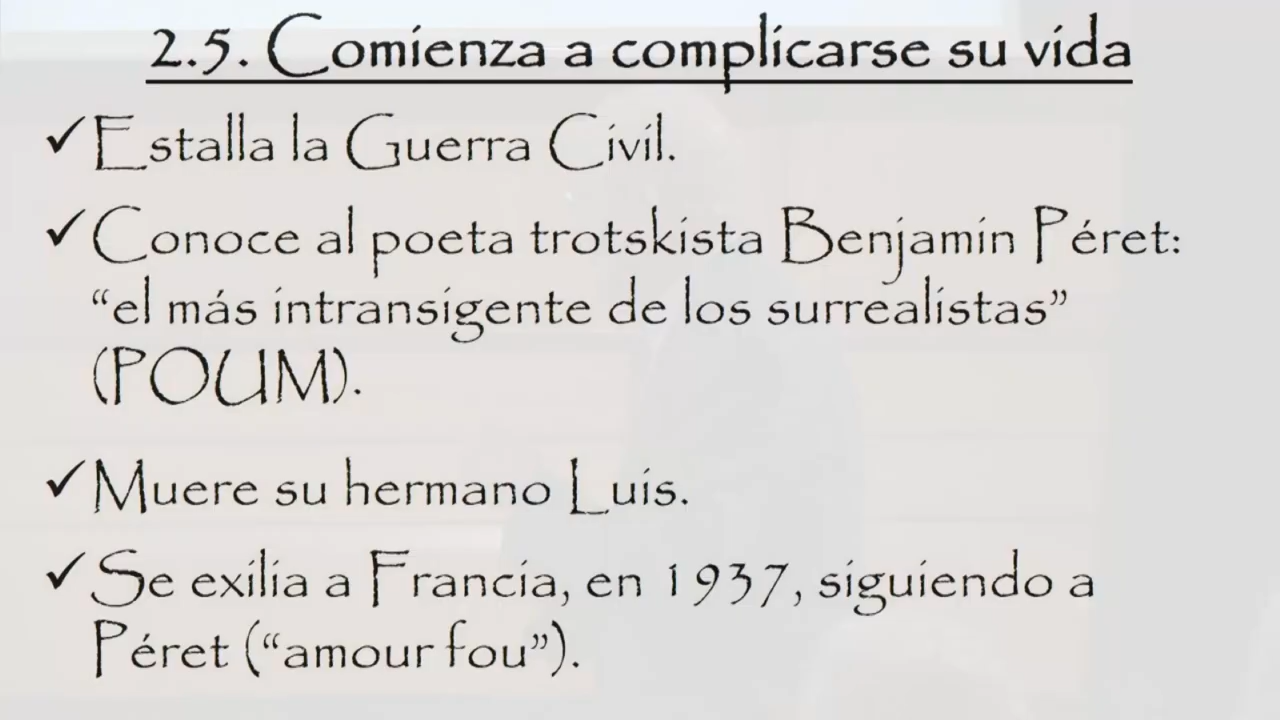 2.5. Comienza a complicarse su vida
✓Estalla la Guerra Civil.
✓Conoce al poeta trotskista Benjamin Péret:
“el más intransigente de los surrealistas”
(POUM).
✓Muere su hermano Luis.
✓Se exilia a Francia, en 1937, siguiendo a
Péret (“amour fou”).